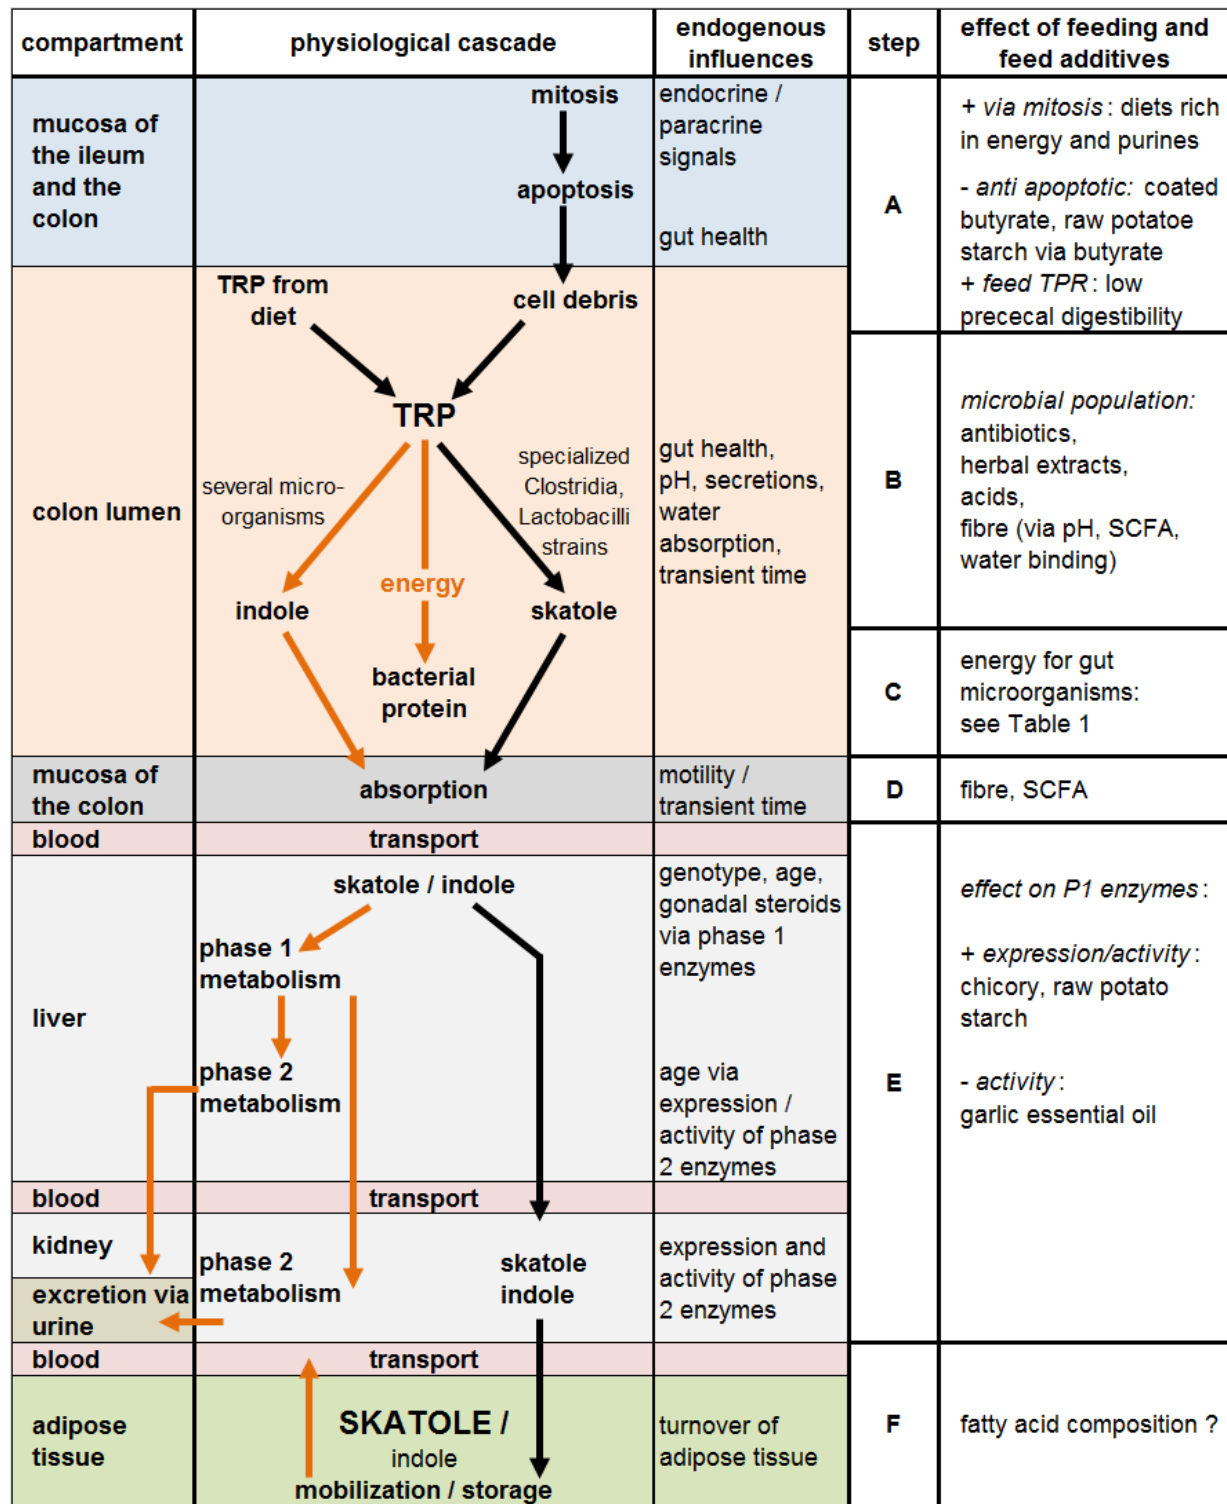 compartment
physiological cascade
endogenous
influences
step
effect of feeding and
feed additives
mucosa of
the ileum
and the
colon
mitosis
apoptosis
endocrine /
paracrine
signals
gut health
A
+ via mitosis: diets rich
in energy and purines
- anti apoptotic: coated
butyrate, raw potatoe
starch via butyrate
+ feed TPR: low
prececal digestibility
colon lumen
TRP from
diet
cell debris
TRP
several micro-
organisms
specialized
Clostridia,
Lactobacilli
strains
energy
indole
skatole
bacterial
protein
gut health,
pH, secretions,
water
absorption,
transient time
B
microbial population:
antibiotics,
herbal extracts,
acids,
fibre (via pH, SCFA,
water binding)
C
energy for gut
microorganisms:
see Table 1
mucosa of
the colon
absorption
motility /
transient time
D
fibre, SCFA
blood
transport
liver
skatole / indole
phase 1
metabolism
phase 2
metabolism
genotype, age,
gonadal steroids
via phase 1
enzymes
age via
expression /
activity of phase
2 enzymes
E
effect on P1 enzymes:
+ expression/activity:
chicory, raw potato
starch
- activity:
garlic essential oil
blood
transport
kidney
excretion via
urine
phase 2
metabolism
skatole
indole
expression and
activity of phase
2 enzymes
blood
transport
adipose
tissue
SKATOLE /
indole
mobilization / storage
turnover of
adipose tissue
F
fatty acid composition ?